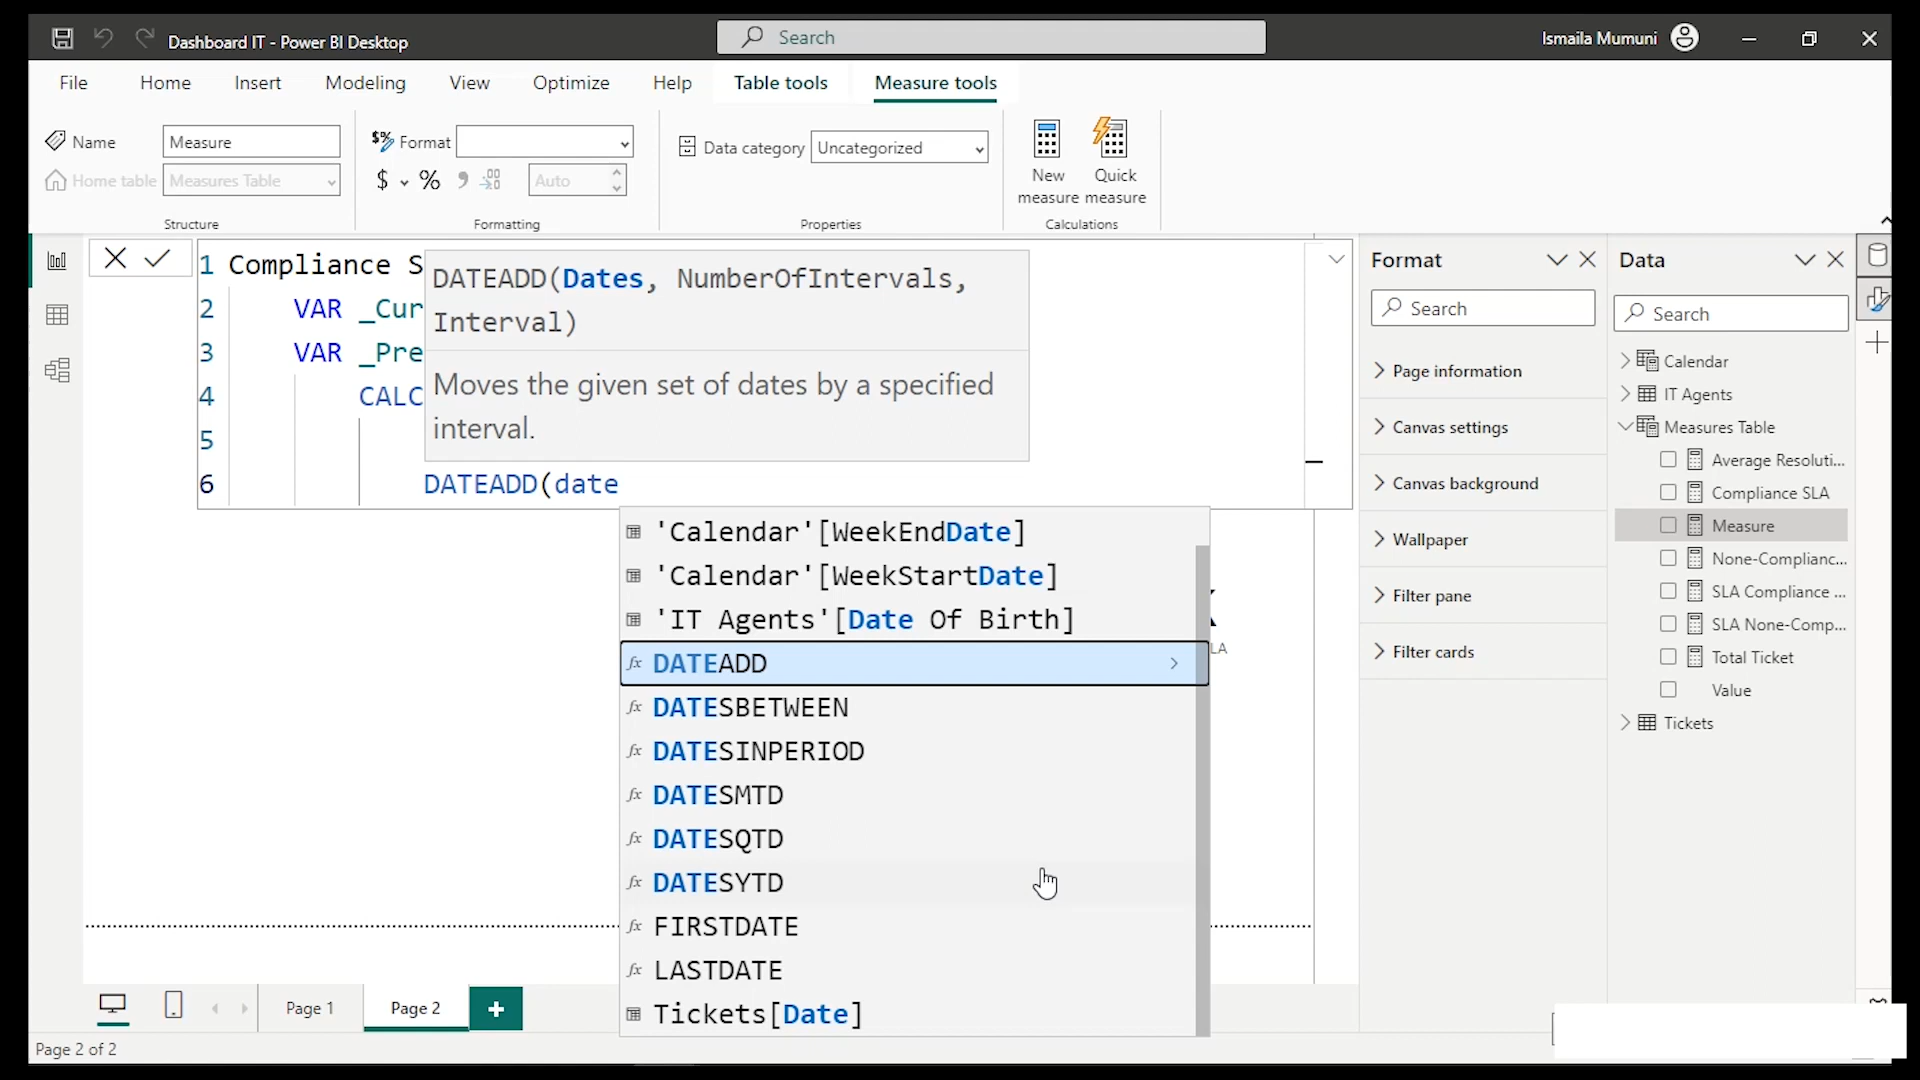 Dashboard IT - Power BI Desktop
Search
Ismaila Mumuni
File Home Insert Modeling View Optimize Help Table tools Measure tools
Name Measure
Home table Measures Table
Structure
$% Format
$ % Auto
Formatting
Data category Uncategorized
Properties
New measure
Quick measure
Calculations
1 Compliance S
2 VAR _Cur
3 VAR _Pre
4 CALC
5
6 DATEADD(date
DATEADD(Dates, NumberOfIntervals,
Interval)
Moves the given set of dates by a specified
interval.
'Calendar'[WeekEndDate]
'Calendar'[WeekStartDate]
'IT Agents'[Date Of Birth]
DATEADD
DATESBETWEEN
DATESINPERIOD
DATESMTD
DATESQTD
DATESYTD
FIRSTDATE
LASTDATE
Tickets[Date]
LA
Format
Search
Page information
Canvas settings
Canvas background
Wallpaper
Filter pane
Filter cards
Data
Search
Calendar
IT Agents
Measures Table
Average Resoluti...
Compliance SLA
Measure
None-Complianc...
SLA Compliance ...
SLA None-Comp...
Total Ticket
Value
Tickets
Page 1
Page 2
Page 2 of 2